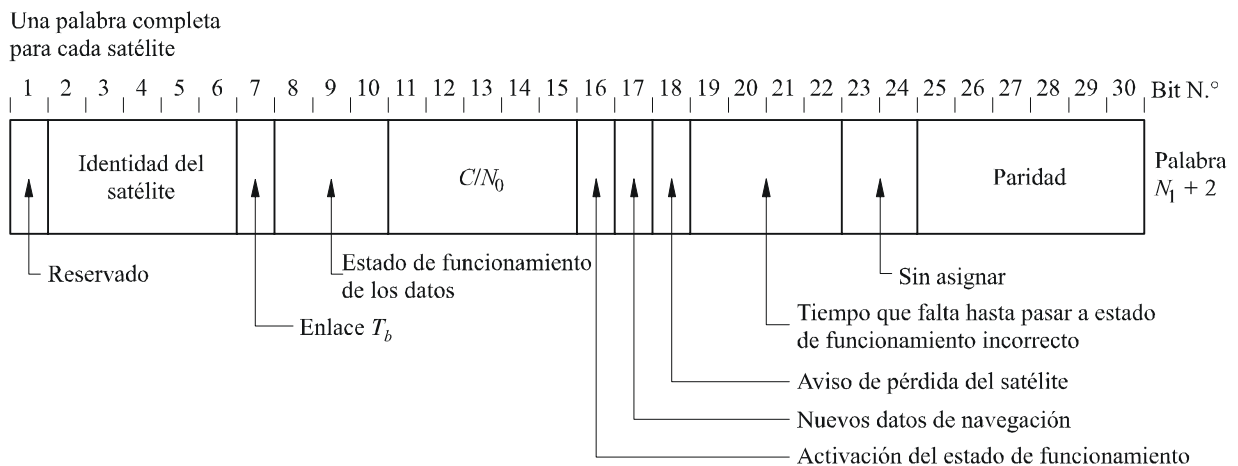 Una palabra completa
para cada satélite
1 2 3 4 5 6 7 8 9 10 11 12 13 14 15 16 17 18 19 20 21 22 23 24 25 26 27 28 29 30 Bit N.°
Identidad del
satélite
C/N0
Paridad
Palabra
N1 + 2
Reservado
Estado de funcionamiento
de los datos
Sin asignar
Enlace Tb
Tiempo que falta hasta pasar a estado
de funcionamiento incorrecto
Aviso de pérdida del satélite
Nuevos datos de navegación
Activación del estado de funcionamiento